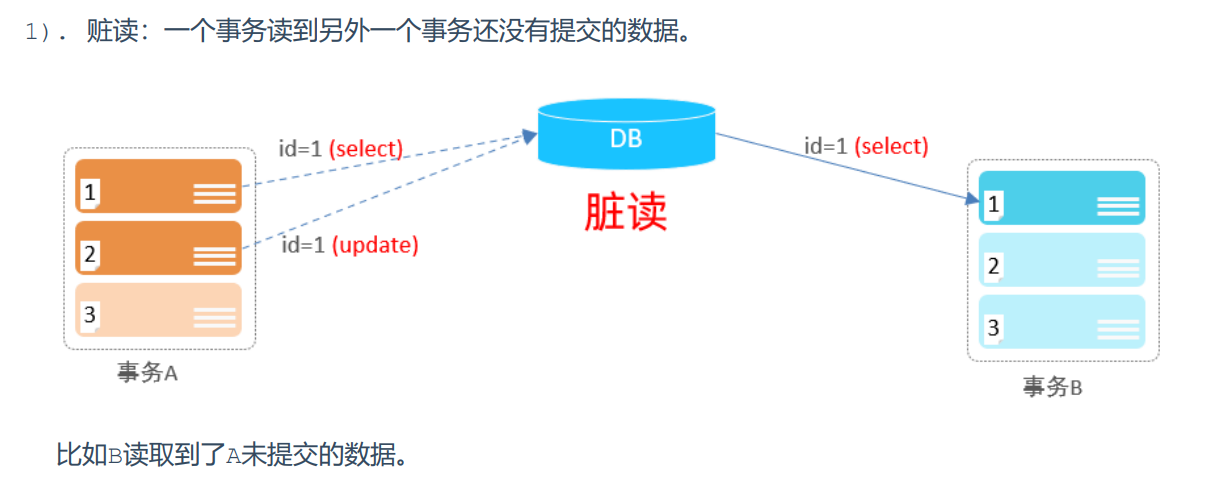 1). 脏读：一个事务读到另外一个事务还没有提交的数据。
id=1 (select)
DB
id=1 (select)
脏读
id=1 (update)
1
2
3
1
2
3
事务A
事务B
比如B读取到了A未提交的数据。